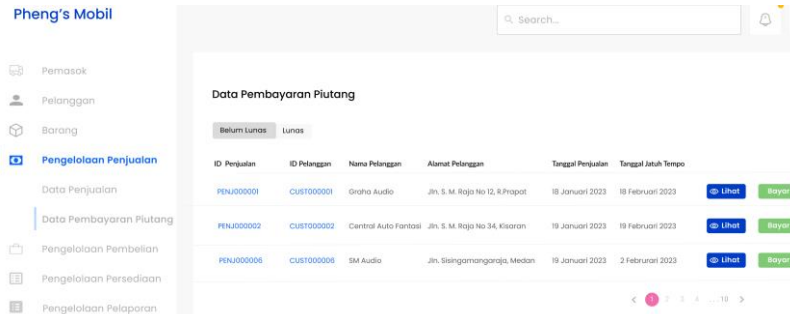 Pheng's Mobil
Search...
Pemasok
Pelanggan
Barang
Pengelolaan Penjualan
Data Penjualan
Data Pembayaran Piutang
Pengelolaan Pembelian
Pengelolaan Persediaan
Pengelolaan Pelaporan
Data Pembayaran Piutang
Belum Lunas Lunas
ID Penjualan ID Pelanggan Nama Pelanggan Alamat Pelanggan Tanggal Penjualan Tanggal Jatuh Tempo
PENJ000001 CUST000001 Graha Audio Jln. S. M. Raja No 12, R.Prapat 18 Januari 2023 18 Februari 2023 Lihat Bayar
PENJ000002 CUST000002 Central Auto Fantasi Jln. S. M. Raja No 34, Kisaran 19 Januari 2023 19 Februari 2023 Lihat Bayar
PENJ000006 CUST000006 SM Audio Jln. Sisingamangaraja, Medan 19 Januari 2023 2 Februrari 2023 Lihat Bayar
< 1 2 3 4 ...10 >